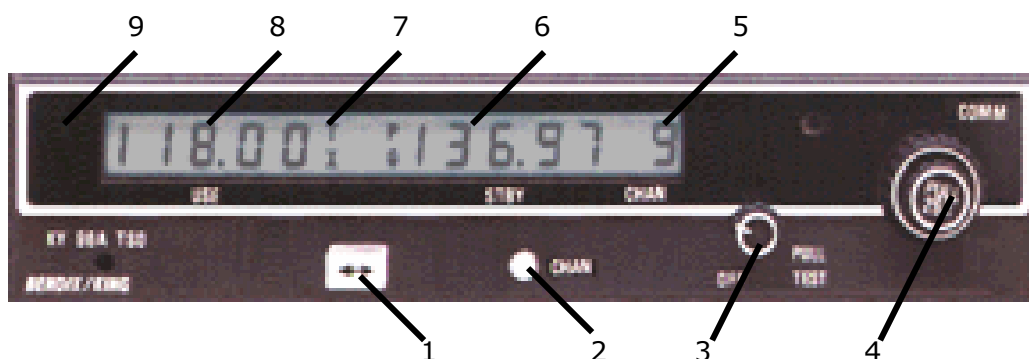 9 8 7 6 5
COMM
118.00 136.97 9
USE STBY CHAN
KY 96A TSO
BENDIX/KING
CHAN
OFF
PULL
TEST
1 2 3 4